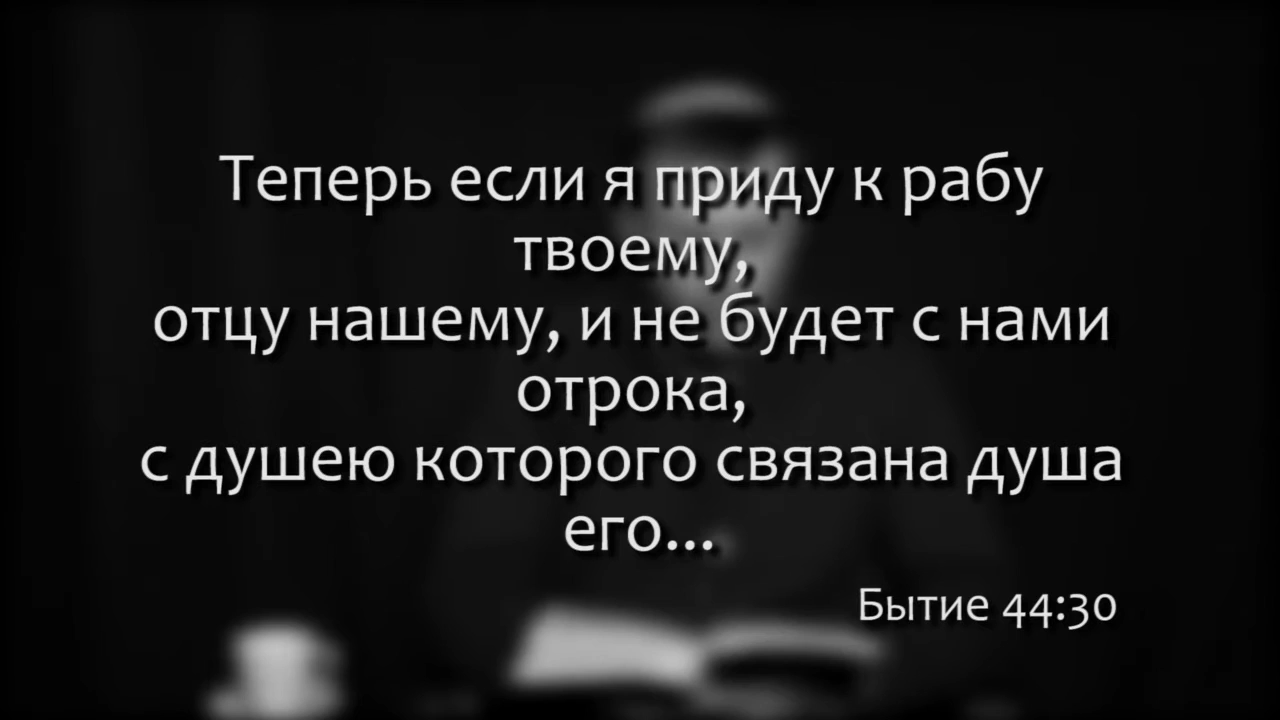 Теперь если я приду к рабу
твоему,
отцу нашему, и не будет с нами
отрока,
с душею которого связана душа
его...
Бытие 44:30